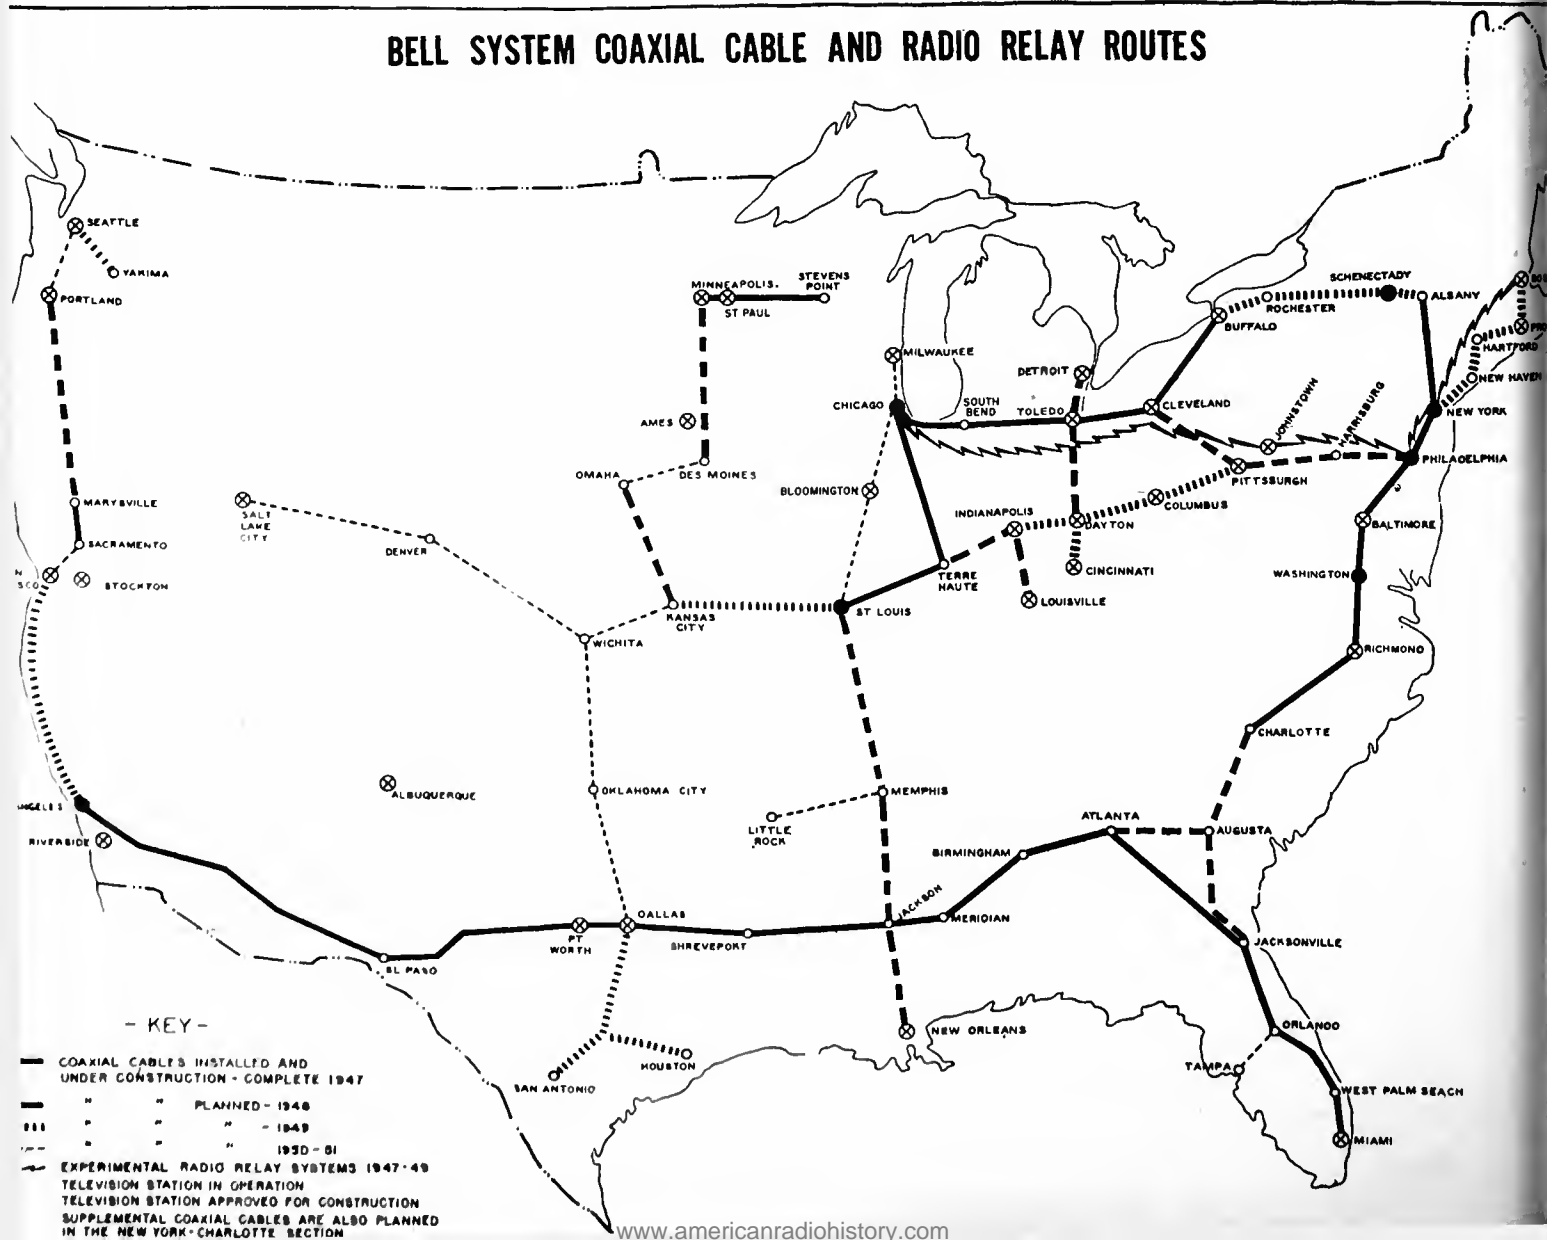 BELL SYSTEM COAXIAL CABLE AND RADIO RELAY ROUTES
SEATTLE
YAKIMA
PORTLAND
MINNEAPOLIS.
ST PAUL
STEVENS
POINT
SCHENECTADY
ALBANY
ROCHESTER
BUFFALO
HARTFORD
NEW HAVEN
MILWAUKEE
DETROIT
CHICAGO
SOUTH
BEND
TOLEDO
CLEVELAND
JOHNSTOWN
HARRISBURG
NEW YORK
AMES
OMAHA
DES MOINES
BLOOMINGTON
PITTSBURGH
PHILADELPHIA
MARYSVILLE
SALT
LAKE
CITY
INDIANAPOLIS
DAYTON
COLUMBUS
BALTIMORE
SACRAMENTO
DENVER
N
SCO
STOCKTON
TERRE
HAUTE
CINCINNATI
WASHINGTON
LOUISVILLE
KANSAS
CITY
ST LOUIS
WICHITA
RICHMOND
CHARLOTTE
ALBUQUERQUE
OKLAHOMA CITY
MEMPHIS
NGELES
LITTLE
ROCK
ATLANTA
AUGUSTA
RIVERSIDE
BIRMINGHAM
DALLAS
JACKSON
MERIDIAN
FT
WORTH
SHREVEPORT
JACKSONVILLE
EL PASO
NEW ORLEANS
ORLANDO
HOUSTON
SAN ANTONIO
TAMPA
WEST PALM BEACH
MIAMI
- KEY -
COAXIAL CABLES INSTALLED AND
UNDER CONSTRUCTION - COMPLETE 1947
" " PLANNED - 1948
" " " - 1949
" " " 1950-51
EXPERIMENTAL RADIO RELAY SYSTEMS 1947-49
TELEVISION STATION IN OPERATION
TELEVISION STATION APPROVED FOR CONSTRUCTION
SUPPLEMENTAL COAXIAL CABLES ARE ALSO PLANNED
IN THE NEW YORK - CHARLOTTE SECTION
www.americanradiohistory.com